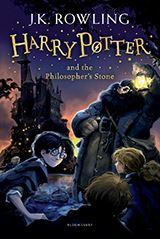 J.K. ROWLING
HARRY POTTER
and the
PHILOSOPHER'S STONE
BLOOMSBURY